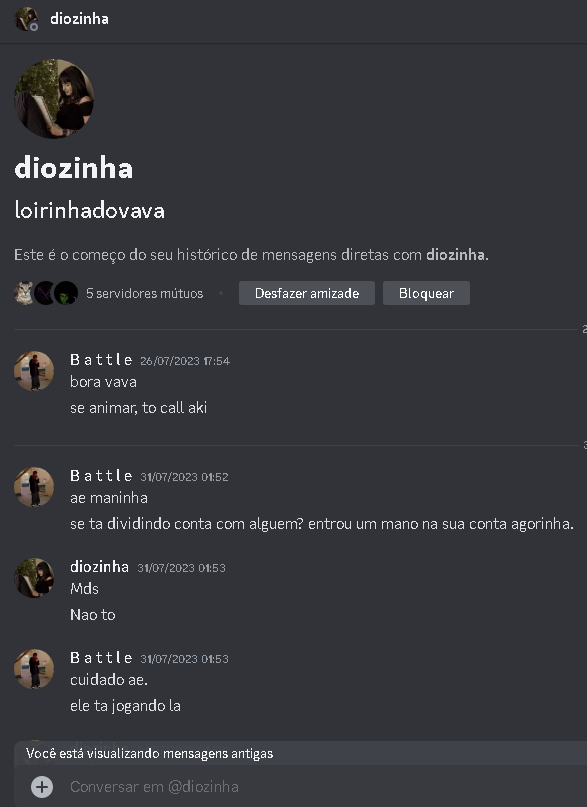 diozinha
diozinha
loirinhadovava
Este é o começo do seu histórico de mensagens diretas com diozinha.
5 servidores mútuos • Desfazer amizade Bloquear
Battle 26/07/2023 17:54
bora vava
se animar, to call aki
Battle 31/07/2023 01:52
ae maninha
se ta dividindo conta com alguem? entrou um mano na sua conta agorinha.
diozinha 31/07/2023 01:53
Mds
Nao to
Battle 31/07/2023 01:53
cuidado ae.
ele ta jogando la
Você está visualizando mensagens antigas
Conversar em @diozinha